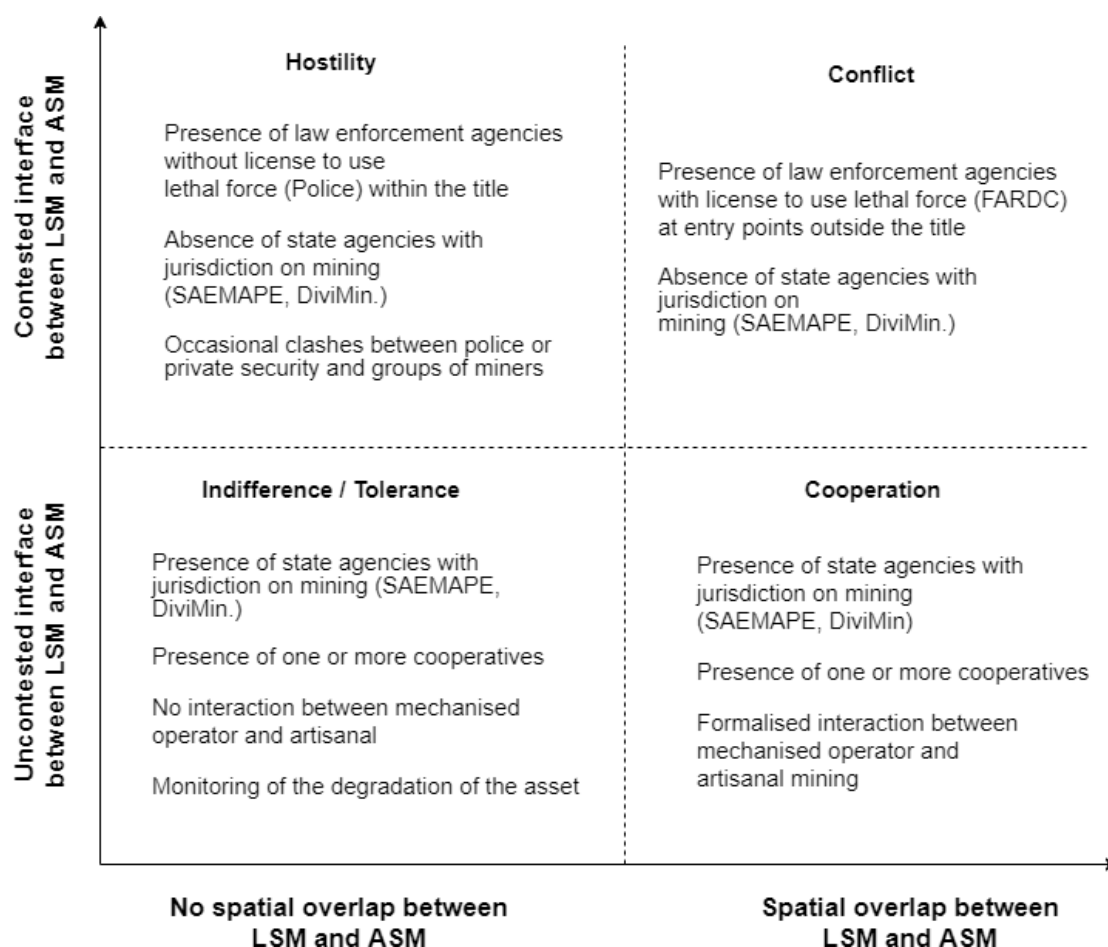 Contested interface
between LSM and ASM
Hostility
Presence of law enforcement agencies
without license to use
lethal force (Police) within the title
Absence of state agencies with
jurisdiction on mining
(SAEMAPE, DiviMin.)
Occasional clashes between police or
private security and groups of miners
Conflict
Presence of law enforcement agencies
with license to use lethal force (FARDC)
at entry points outside the title
Absence of state agencies with
jurisdiction on
mining (SAEMAPE, DiviMin.)
Uncontested interface
between LSM and ASM
Indifference / Tolerance
Presence of state agencies with
jurisdiction on mining (SAEMAPE,
DiviMin.)
Presence of one or more cooperatives
No interaction between mechanised
operator and artisanal
Monitoring of the degradation of the asset
Cooperation
Presence of state agencies with
jurisdiction on mining
(SAEMAPE, DiviMin)
Presence of one or more cooperatives
Formalised interaction between
mechanised operator and
artisanal mining
No spatial overlap between
LSM and ASM
Spatial overlap between
LSM and ASM